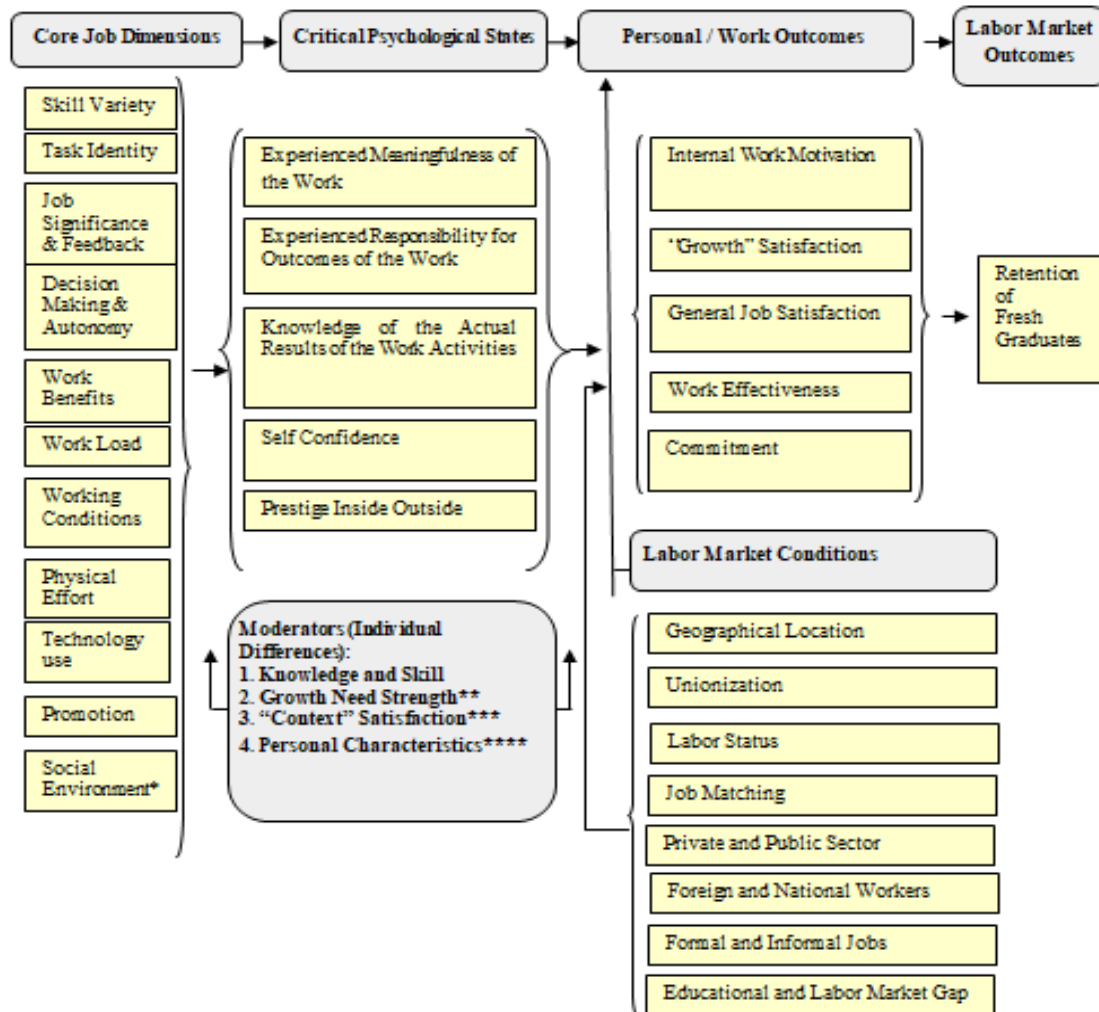 Core Job Dimensions
Critical Psychological States
Personal / Work Outcomes
Labor Market
Outcomes
Skill Variety
Task Identity
Job
Significance
& Feedback
Decision
Making &
Autonomy
Work
Benefits
Work Load
Working
Conditions
Physical
Effort
Technology
use
Promotion
Social
Environment*
Experienced Meaningfulness of
the Work
Experienced Responsibility for
Outcomes of the Work
Knowledge of the Actual
Results of the Work Activities
Self Confidence
Prestige Inside Outside
Moderators (Individual
Differences):
1. Knowledge and Skill
2. Growth Need Strength**
3. “Context” Satisfaction***
4. Personal Characteristics****
Internal Work Motivation
“Growth” Satisfaction
General Job Satisfaction
Work Effectiveness
Commitment
Retention
of
Fresh
Graduates
Labor Market Conditions
Geographical Location
Unionization
Labor Status
Job Matching
Private and Public Sector
Foreign and National Workers
Formal and Informal Jobs
Educational and Labor Market Gap